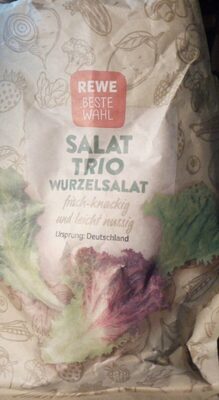 REWE
BESTE
WAHL
SALAT
TRIO
WURZELSALAT
frisch-knackig
und leicht nussig
Ursprung: Deutschland